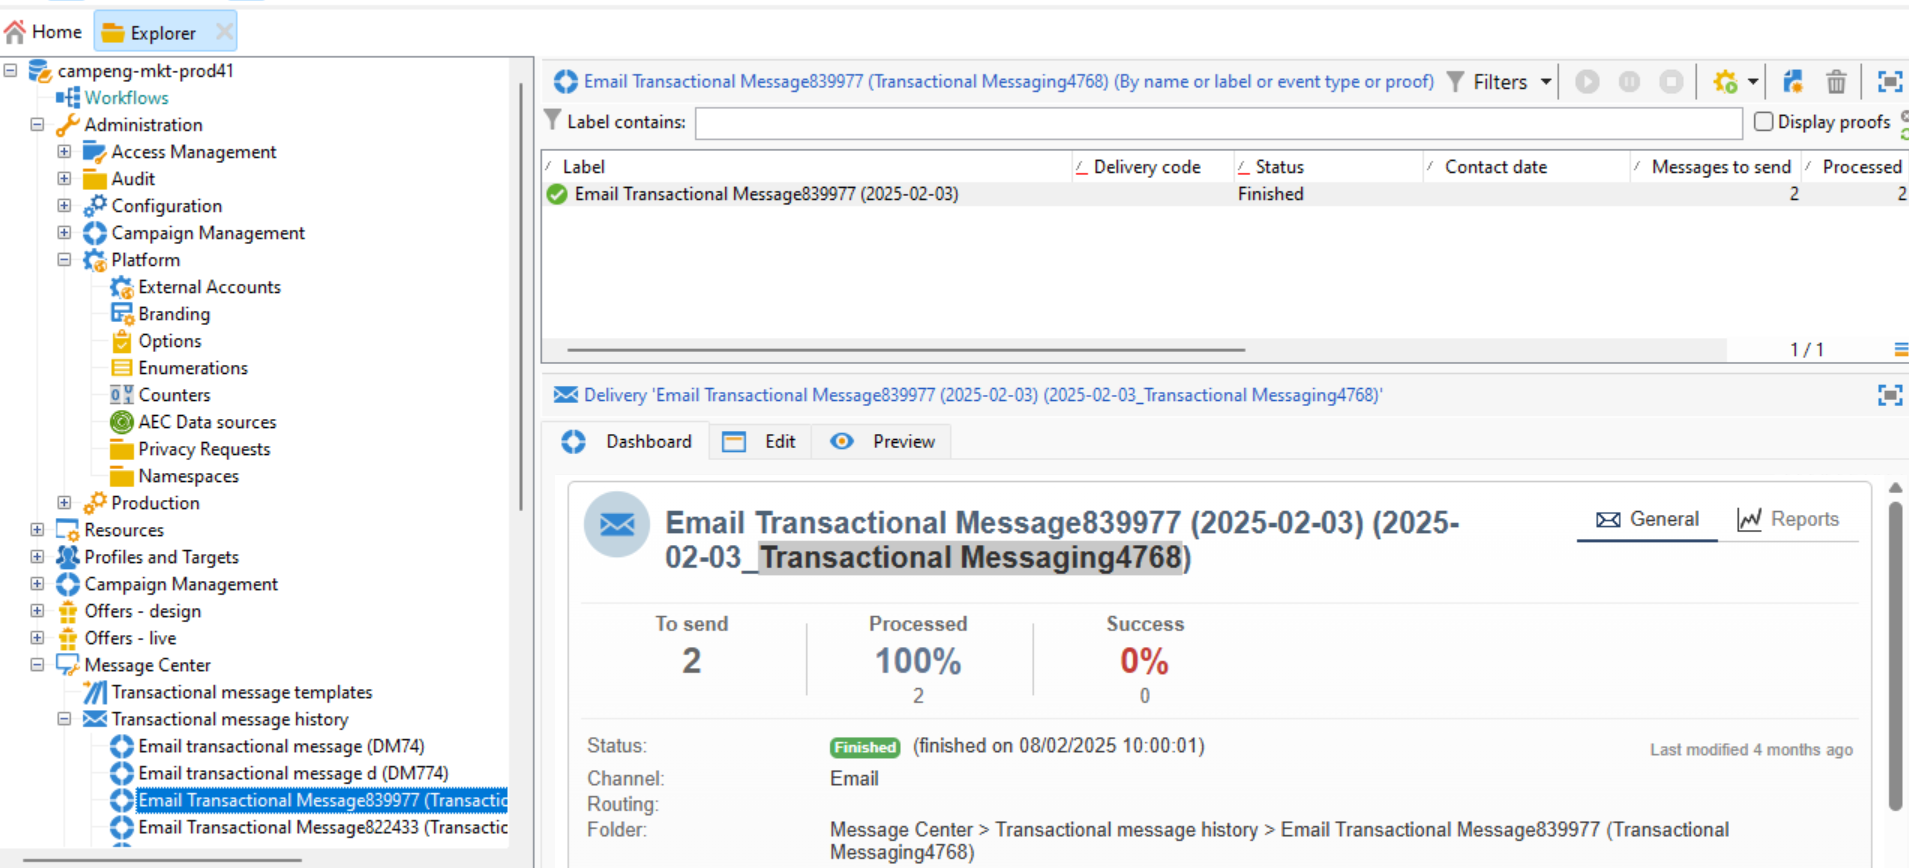 Home
Explorer
campeng-mkt-prod41
Workflows
Administration
Access Management
Audit
Configuration
Campaign Management
Platform
External Accounts
Branding
Options
Enumerations
Counters
AEC Data sources
Privacy Requests
Namespaces
Production
Resources
Profiles and Targets
Campaign Management
Offers - design
Offers - live
Message Center
Transactional message templates
Transactional message history
Email transactional message (DM74)
Email transactional message d (DM774)
Email Transactional Message839977 (Transactic
Email Transactional Message822433 (Transactic
Email Transactional Message839977 (Transactional Messaging4768) (By name or label or event type or proof) Filters
Label contains: Display proofs
Label Delivery code Status Contact date Messages to send Processed
Email Transactional Message839977 (2025-02-03) Finished 2 2
1 / 1
Delivery 'Email Transactional Message839977 (2025-02-03) (2025-02-03_Transactional Messaging4768)'
Dashboard Edit Preview
Email Transactional Message839977 (2025-02-03) (2025-
02-03_Transactional Messaging4768)
General Reports
To send Processed Success
2 100% 0%
2 0
Status: Finished (finished on 08/02/2025 10:00:01) Last modified 4 months ago
Channel: Email
Routing:
Folder: Message Center > Transactional message history > Email Transactional Message839977 (Transactional
Messaging4768)